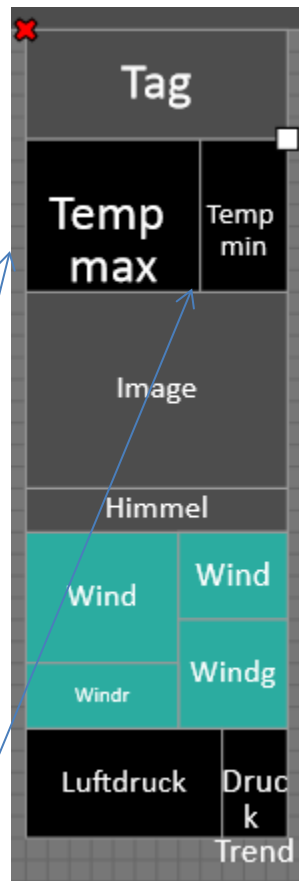 Tag
Temp
max
Temp
min
Image
Himmel
Wind
Wind
Windr
Windg
Luftdruck
Druc
k
Trend